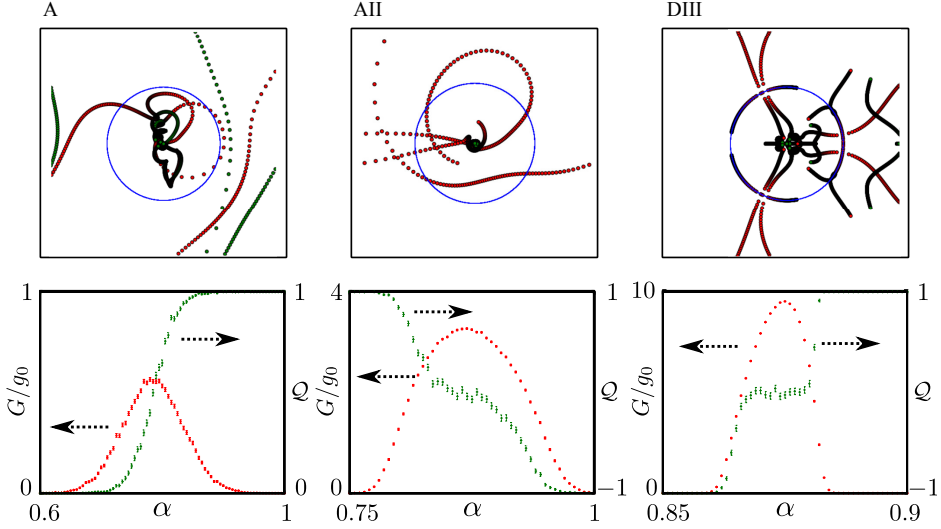 A AII DIII
1 1 4 1 10 1
G/g₀ 𝒬 G/g₀ 𝒬 G/g₀ 𝒬
0 0 0 −1 0 −1
0.6 α 1 0.75 α 1 0.85 α 0.9